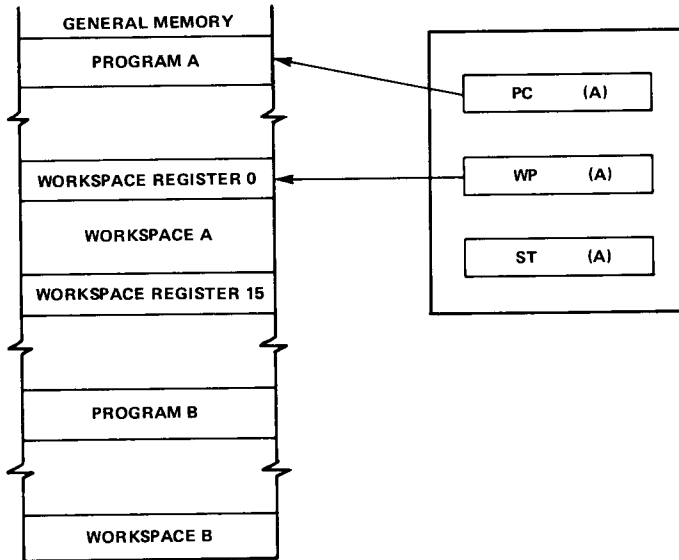 GENERAL MEMORY
PROGRAM A
WORKSPACE REGISTER 0
WORKSPACE A
WORKSPACE REGISTER 15
PROGRAM B
WORKSPACE B
PC (A)
WP (A)
ST (A)